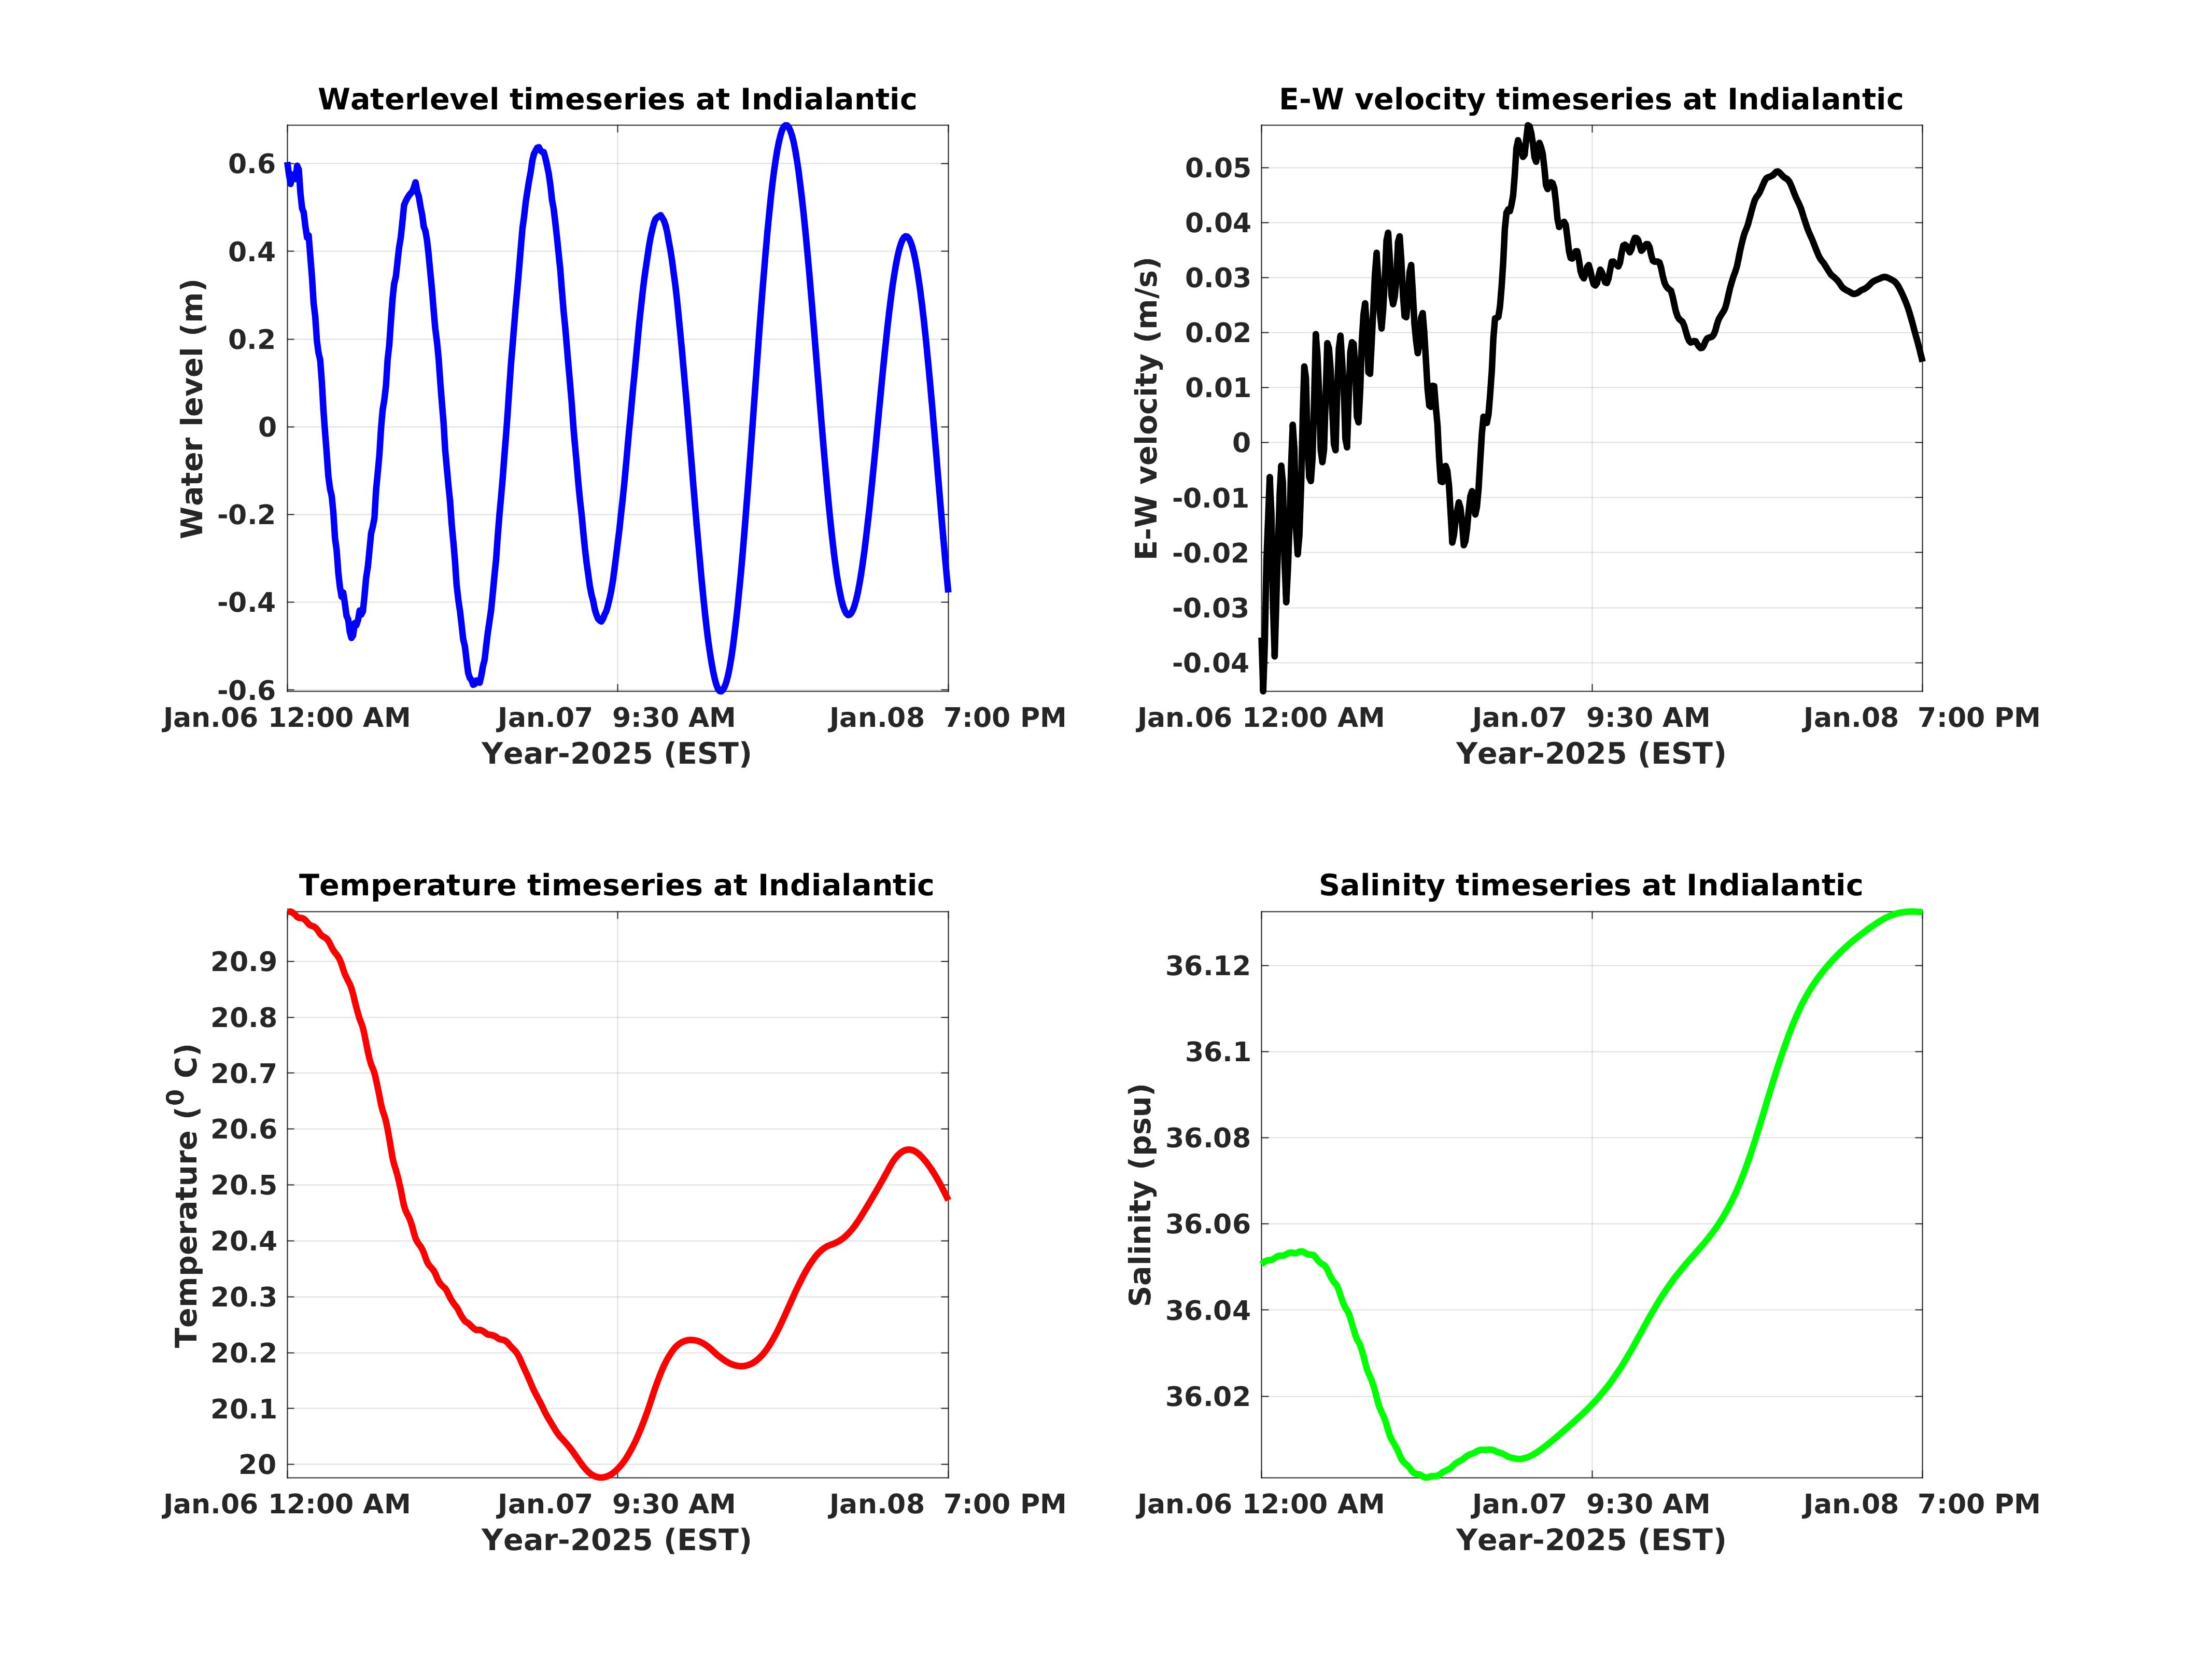 Waterlevel timeseries at Indialantic
0.6
0.4
0.2
0
-0.2
-0.4
-0.6
Water level (m)
Jan.06 12:00 AM Jan.07 9:30 AM Jan.08 7:00 PM
Year-2025 (EST)
E-W velocity timeseries at Indialantic
0.05
0.04
0.03
0.02
0.01
0
-0.01
-0.02
-0.03
-0.04
E-W velocity (m/s)
Jan.06 12:00 AM Jan.07 9:30 AM Jan.08 7:00 PM
Year-2025 (EST)
Temperature timeseries at Indialantic
20.9
20.8
20.7
20.6
20.5
20.4
20.3
20.2
20.1
20
Temperature (⁰ C)
Jan.06 12:00 AM Jan.07 9:30 AM Jan.08 7:00 PM
Year-2025 (EST)
Salinity timeseries at Indialantic
36.12
36.1
36.08
36.06
36.04
36.02
Salinity (psu)
Jan.06 12:00 AM Jan.07 9:30 AM Jan.08 7:00 PM
Year-2025 (EST)